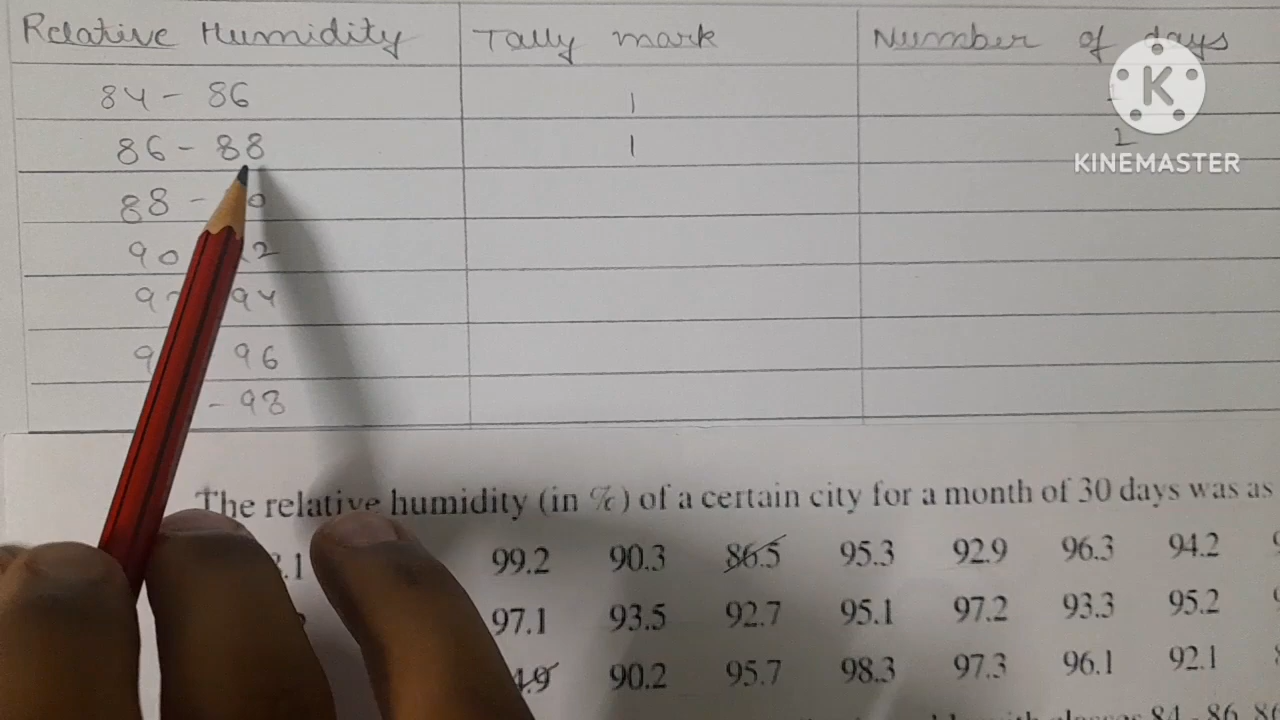 Relative Humidity Tally mark Number of days
84 - 86 |
86 - 88 | 2
KINEMASTER
88 -
90
94
96
- 98
The relative humidity (in %) of a certain city for a month of 30 days was as
99.2 90.3 86.5 95.3 92.9 96.3 94.2
97.1 93.5 92.7 95.1 97.2 93.3 95.2
90.2 95.7 98.3 97.3 96.1 92.1
84 - 86